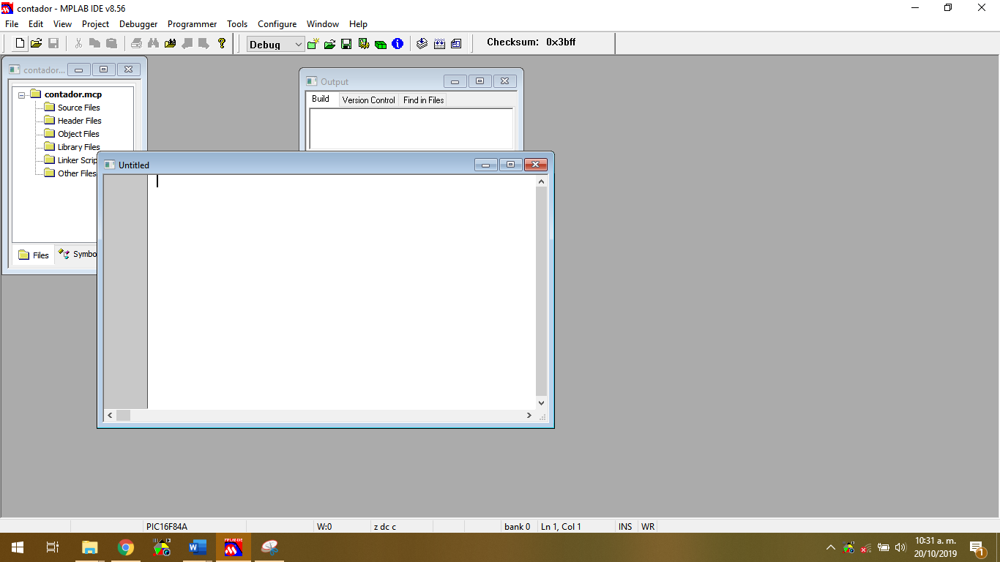 contador - MPLAB IDE v8.56
File Edit View Project Debugger Programmer Tools Configure Window Help
Debug Checksum: 0x3bff
contador...
contador.mcp
Source Files
Header Files
Object Files
Library Files
Linker Scrip
Other Files
Files Symbo
Output
Build Version Control Find in Files
Untitled
PIC16F84A W:0 z dc c bank 0 Ln 1, Col 1 INS WR
10:31 a. m.
20/10/2019
1